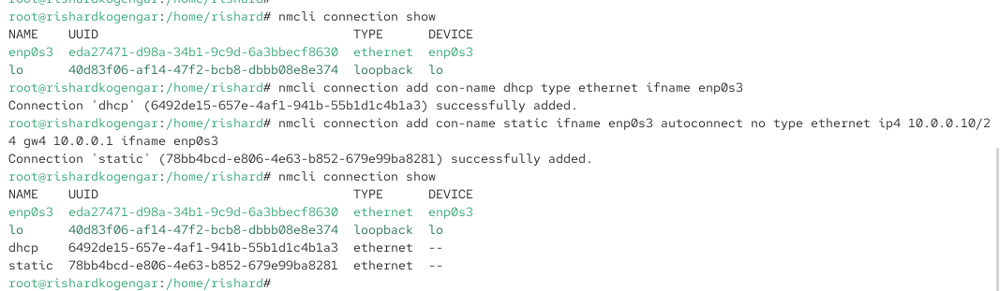 root@rishardkogengar:/home/rishard#
root@rishardkogengar:/home/rishard# nmcli connection show
NAME    UUID                                  TYPE      DEVICE
enp0s3  eda27471-d98a-34b1-9c9d-6a3bbecf8630  ethernet  enp0s3
lo      40d83f06-af14-47f2-bcb8-dbbb08e8e374  loopback  lo
root@rishardkogengar:/home/rishard# nmcli connection add con-name dhcp type ethernet ifname enp0s3
Connection 'dhcp' (6492de15-657e-4af1-941b-55b1d1c4b1a3) successfully added.
root@rishardkogengar:/home/rishard# nmcli connection add con-name static ifname enp0s3 autoconnect no type ethernet ip4 10.0.0.10/2
4 gw4 10.0.0.1 ifname enp0s3
Connection 'static' (78bb4bcd-e806-4e63-b852-679e99ba8281) successfully added.
root@rishardkogengar:/home/rishard# nmcli connection show
NAME    UUID                                  TYPE      DEVICE
enp0s3  eda27471-d98a-34b1-9c9d-6a3bbecf8630  ethernet  enp0s3
lo      40d83f06-af14-47f2-bcb8-dbbb08e8e374  loopback  lo
dhcp    6492de15-657e-4af1-941b-55b1d1c4b1a3  ethernet  --
static  78bb4bcd-e806-4e63-b852-679e99ba8281  ethernet  --
root@rishardkogengar:/home/rishard#